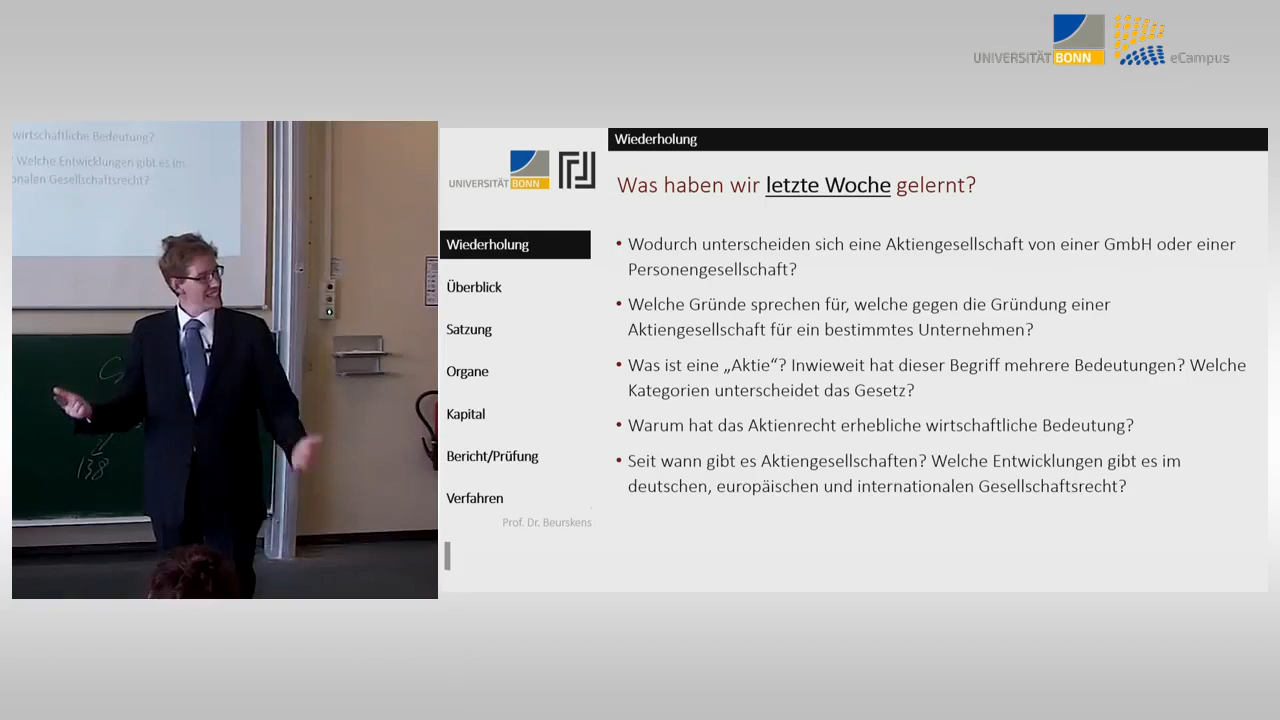 UNIVERSITÄT BONN
eCampus
wirtschaftliche Bedeutung?
Welche Entwicklungen gibt es im
onalen Gesellschaftsrecht?
138
UNIVERSITÄT BONN
Wiederholung
Überblick
Satzung
Organe
Kapital
Bericht/Prüfung
Verfahren
Prof. Dr. Beurskens
Wiederholung
Was haben wir letzte Woche gelernt?
• Wodurch unterscheiden sich eine Aktiengesellschaft von einer GmbH oder einer
Personengesellschaft?
• Welche Gründe sprechen für, welche gegen die Gründung einer
Aktiengesellschaft für ein bestimmtes Unternehmen?
• Was ist eine „Aktie“? Inwieweit hat dieser Begriff mehrere Bedeutungen? Welche
Kategorien unterscheidet das Gesetz?
• Warum hat das Aktienrecht erhebliche wirtschaftliche Bedeutung?
• Seit wann gibt es Aktiengesellschaften? Welche Entwicklungen gibt es im
deutschen, europäischen und internationalen Gesellschaftsrecht?